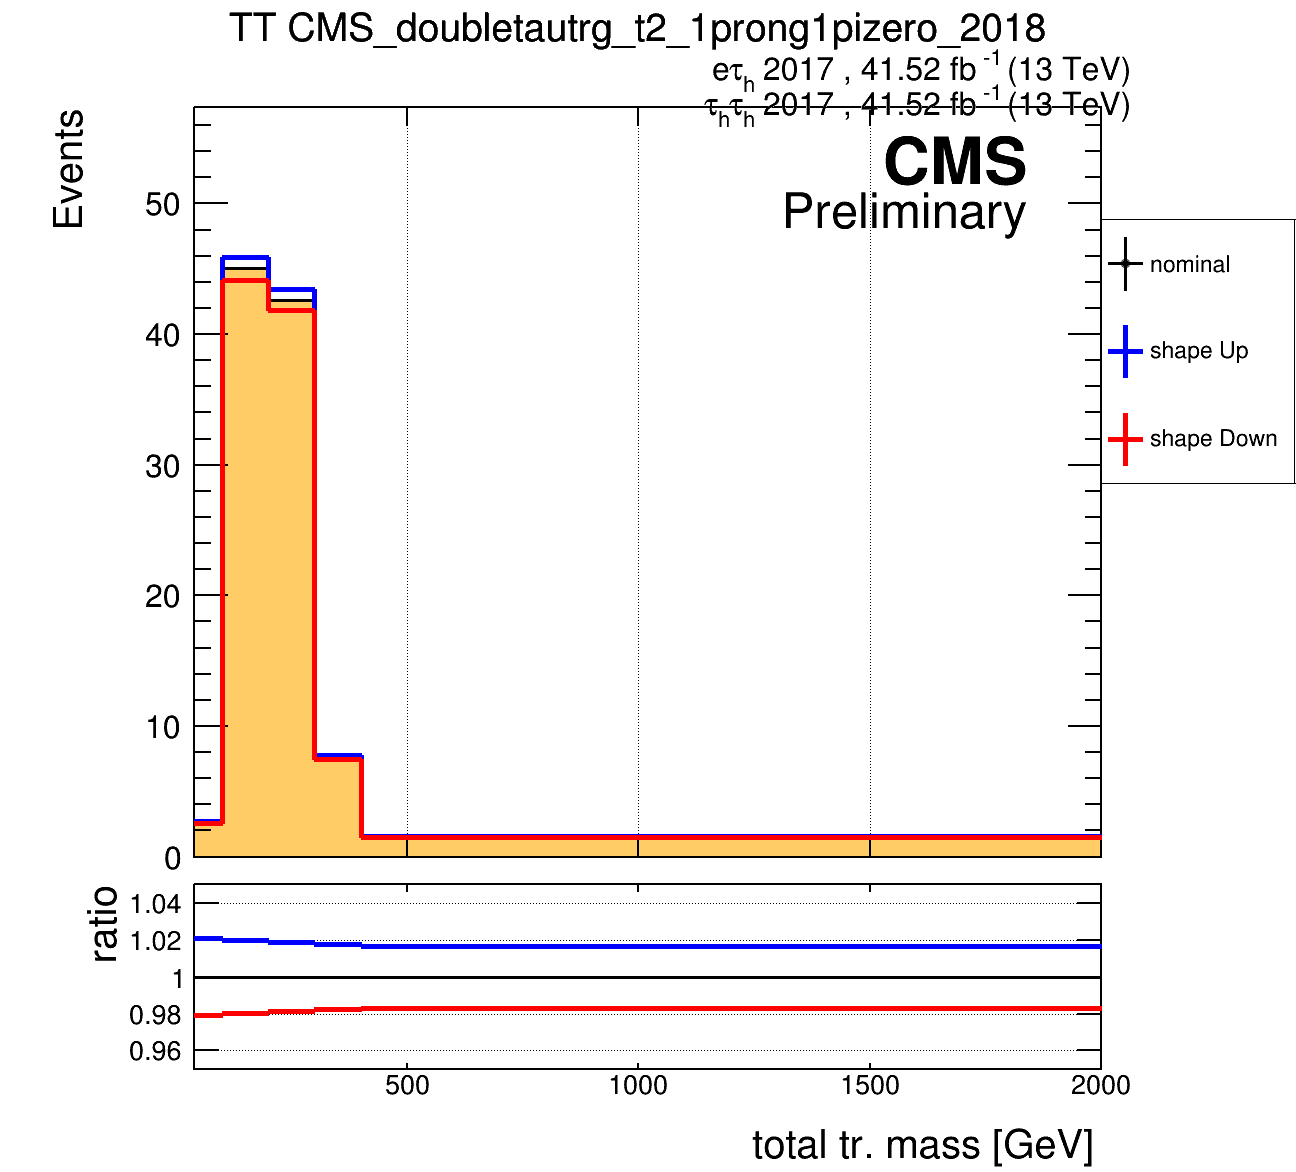 TT CMS_doubletautrg_t2_1prong1pizero_2018
eτh 2017 , 41.52 fb-1 (13 TeV)
τhτh 2017 , 41.52 fb-1 (13 TeV)
CMS
Preliminary
Events
50
40
30
20
10
0
nominal
shape Up
shape Down
ratio
1.04
1.02
1
0.98
0.96
500 1000 1500 2000
total tr. mass [GeV]